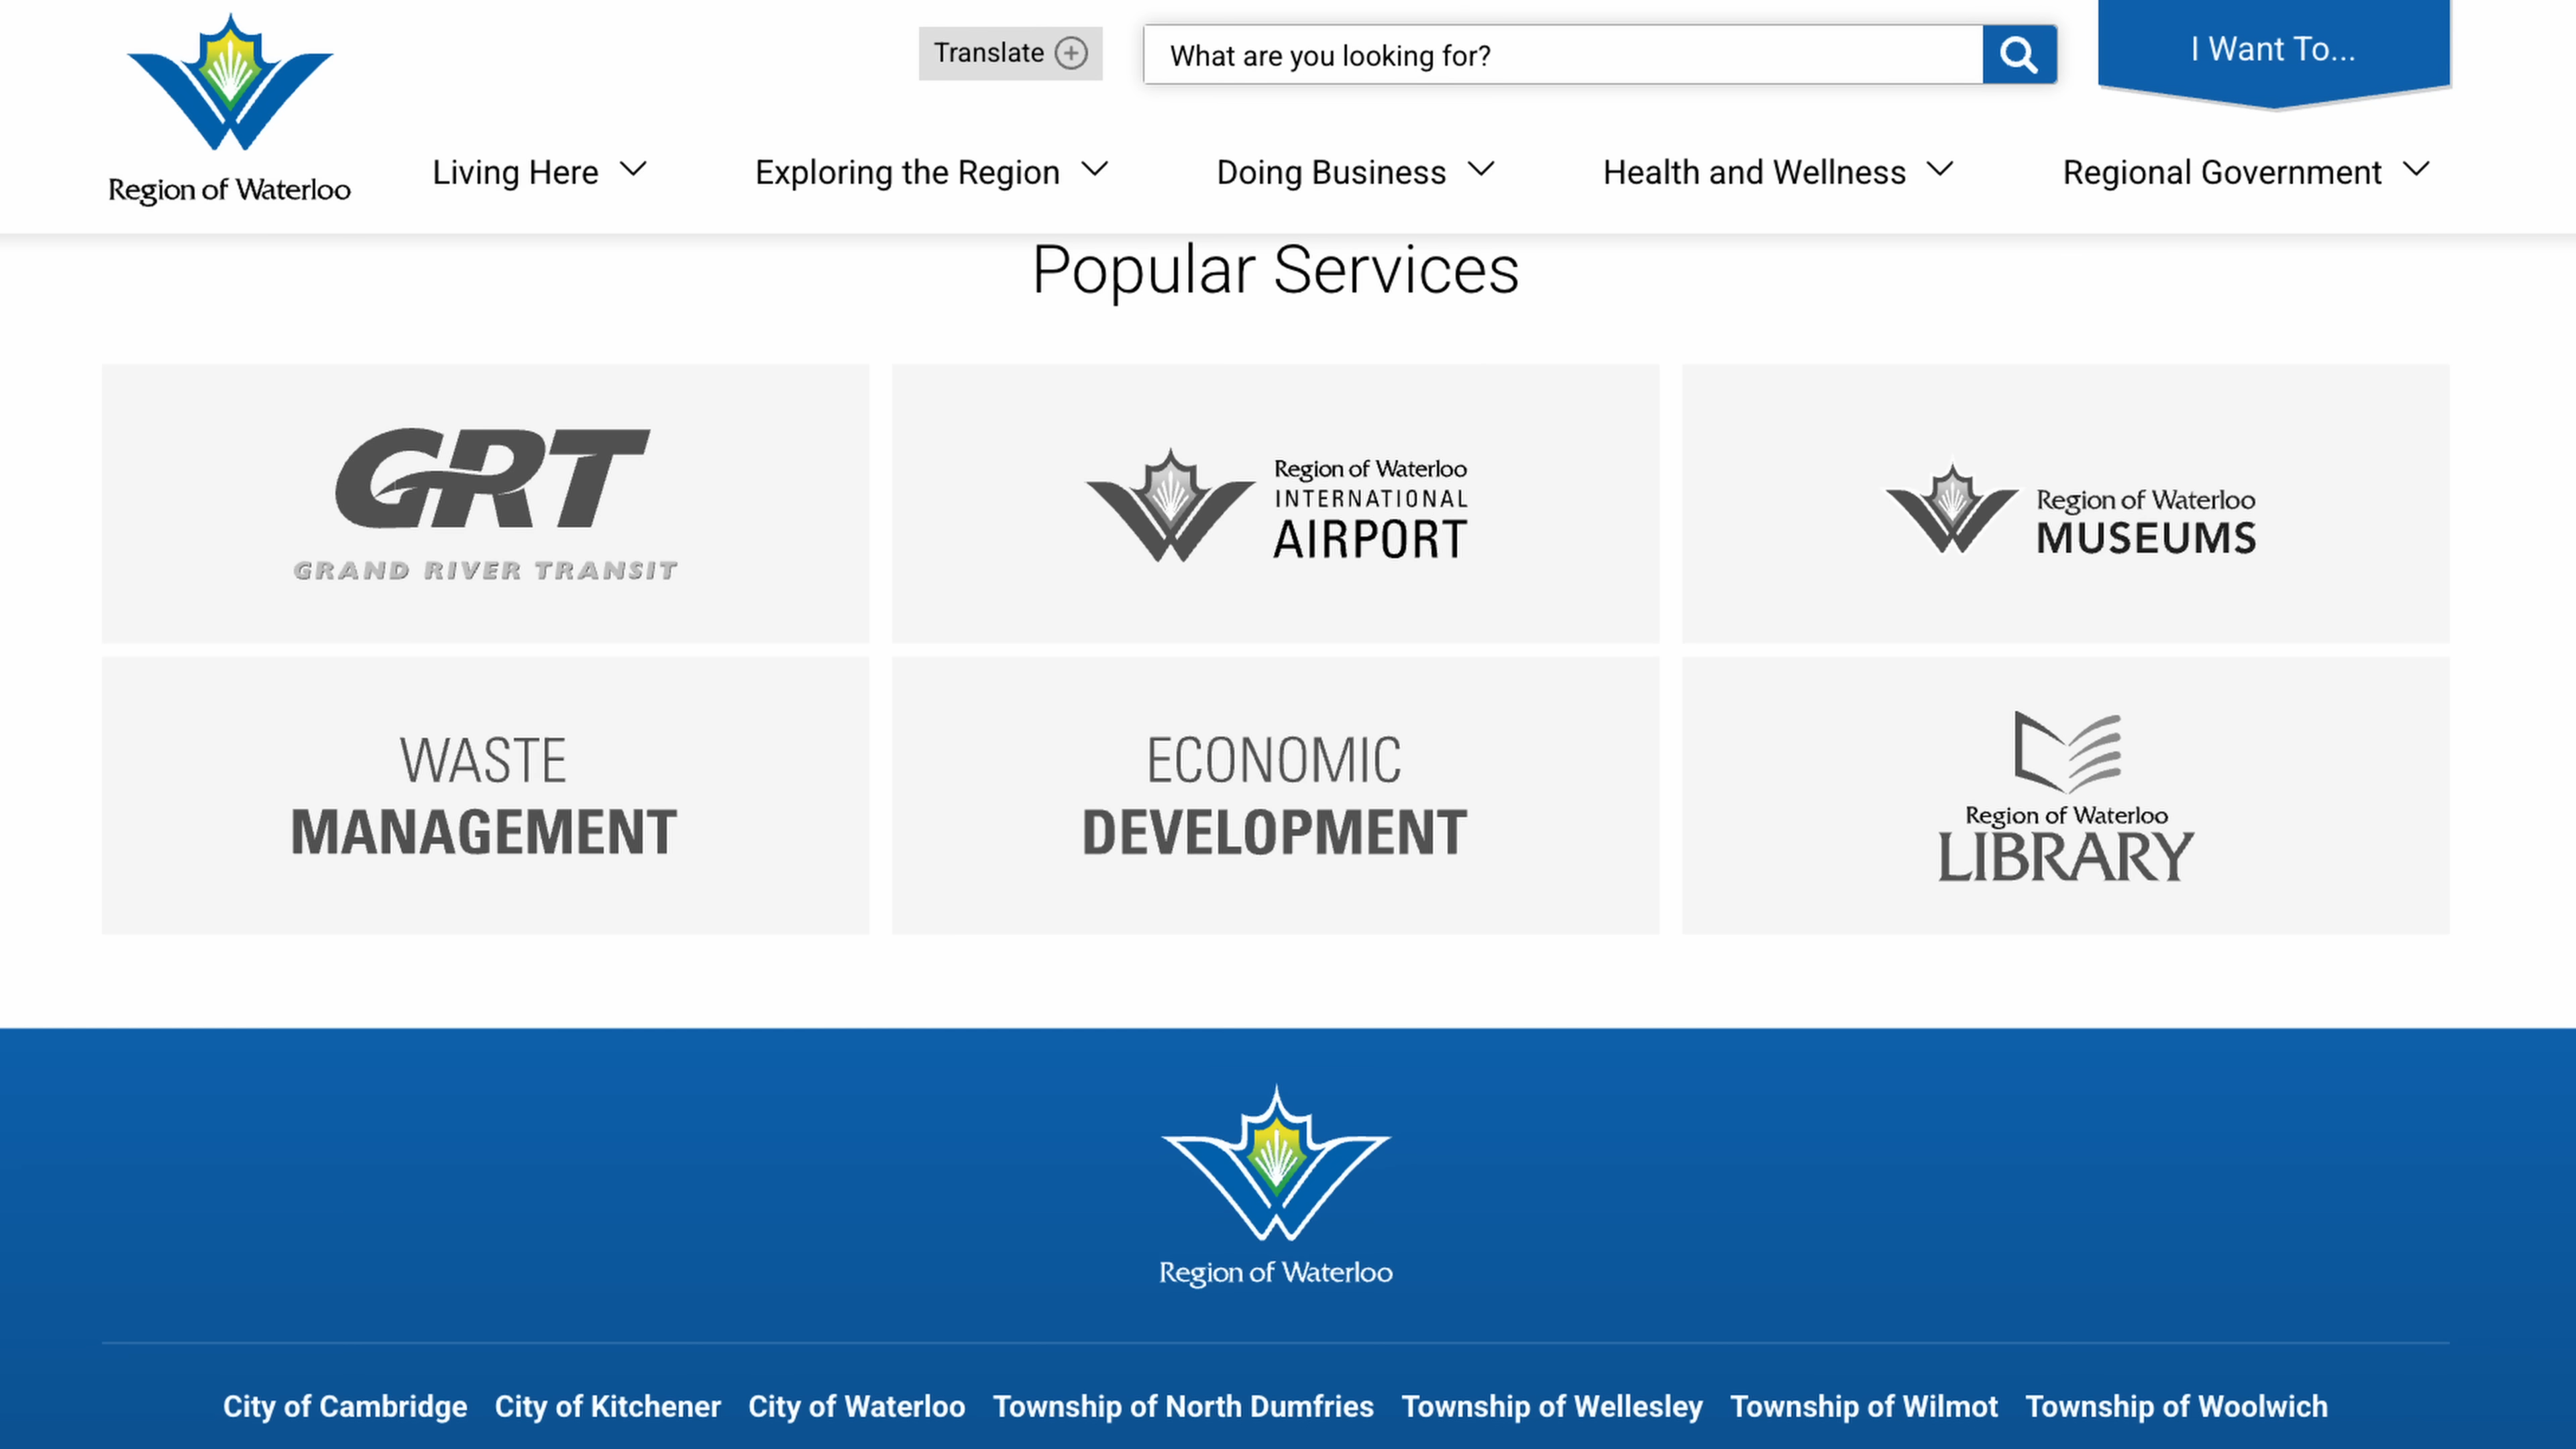 Region of Waterloo
Translate
What are you looking for?
I Want To...
Living Here
Exploring the Region
Doing Business
Health and Wellness
Regional Government
Popular Services
GRT
GRAND RIVER TRANSIT
Region of Waterloo
INTERNATIONAL
AIRPORT
Region of Waterloo
MUSEUMS
WASTE
MANAGEMENT
ECONOMIC
DEVELOPMENT
Region of Waterloo
LIBRARY
Region of Waterloo
City of Cambridge City of Kitchener City of Waterloo Township of North Dumfries Township of Wellesley Township of Wilmot Township of Woolwich